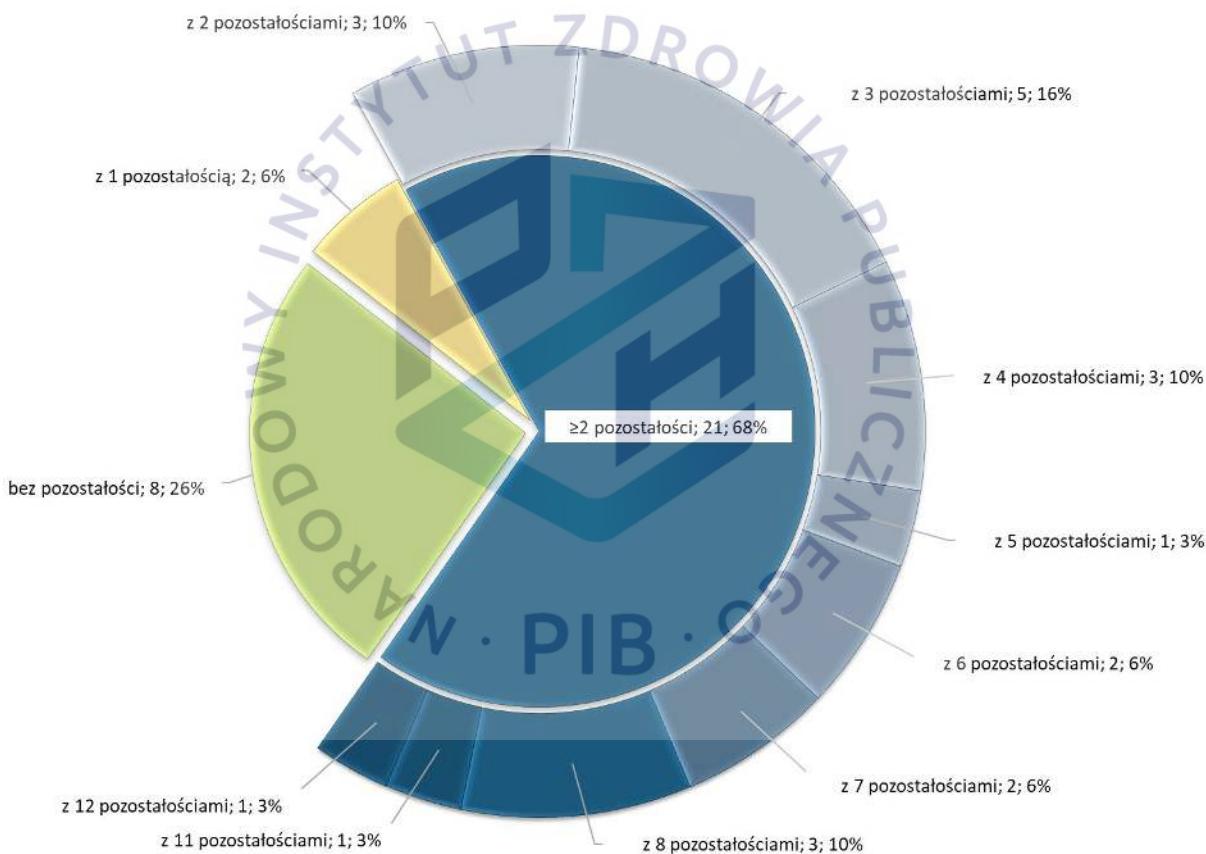 z 2 pozostałościami; 3; 10%
z 3 pozostałościami; 5; 16%
z 1 pozostałością; 2; 6%
z 4 pozostałościami; 3; 10%
≥2 pozostałości; 21; 68%
bez pozostałości; 8; 26%
z 5 pozostałościami; 1; 3%
z 6 pozostałościami; 2; 6%
z 7 pozostałościami; 2; 6%
z 12 pozostałościami; 1; 3%
z 11 pozostałościami; 1; 3%
z 8 pozostałościami; 3; 10%
NARODOWY INSTYTUT ZDROWIA PUBLICZNEGO · PIB ·
PZH